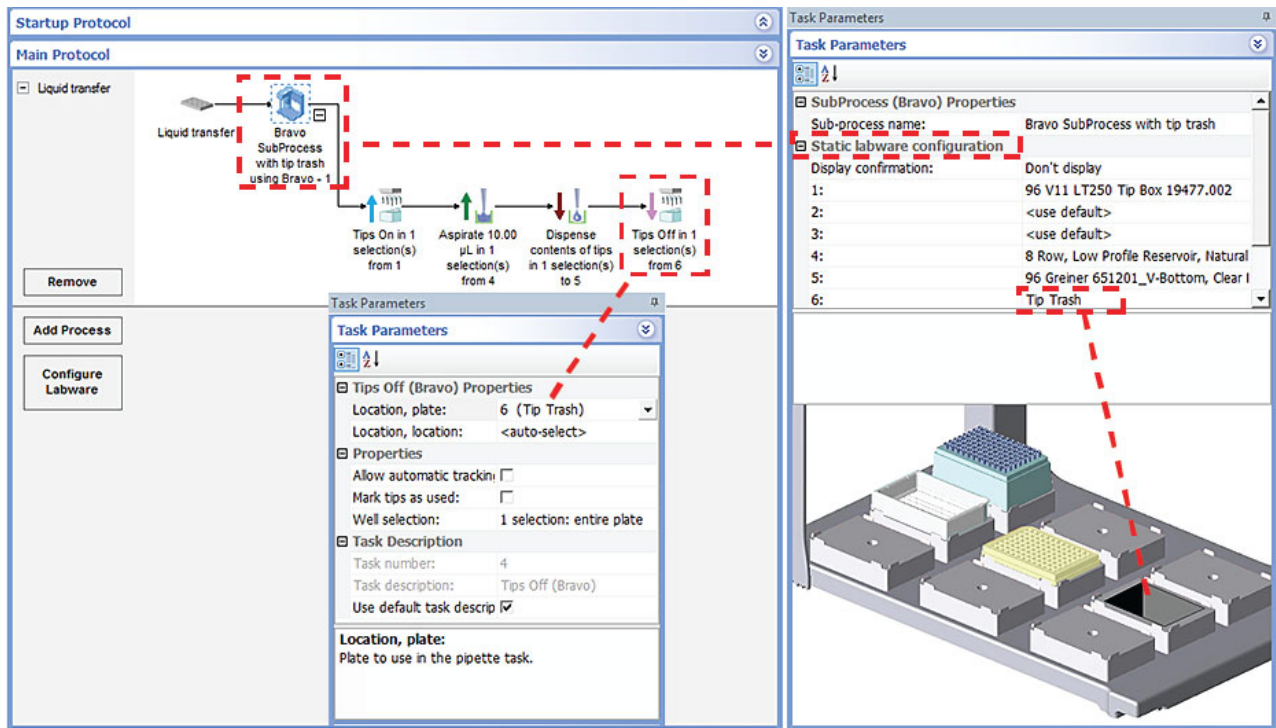 Startup Protocol
Main Protocol
Liquid transfer
Liquid transfer
Bravo
SubProcess
with tip trash
using Bravo - 1
Tips On in 1
selection(s)
from 1
Aspirate 10.00
µL in 1
selection(s)
from 4
Dispense
contents of tips
in 1 selection(s)
to 5
Tips Off in 1
selection(s)
from 6
Remove
Add Process
Configure
Labware
Task Parameters
Task Parameters
Tips Off (Bravo) Properties
Location, plate: 6 (Tip Trash)
Location, location: <auto-select>
Properties
Allow automatic trackin
Mark tips as used:
Well selection: 1 selection: entire plate
Task Description
Task number: 4
Task description: Tips Off (Bravo)
Use default task descrip
Location, plate:
Plate to use in the pipette task.
Task Parameters
Task Parameters
SubProcess (Bravo) Properties
Sub-process name: Bravo SubProcess with tip trash
Static labware configuration
Display confirmation: Don't display
1: 96 V11 LT250 Tip Box 19477.002
2: <use default>
3: <use default>
4: 8 Row, Low Profile Reservoir, Natural
5: 96 Greiner 651201_V-Bottom, Clear
6: Tip Trash